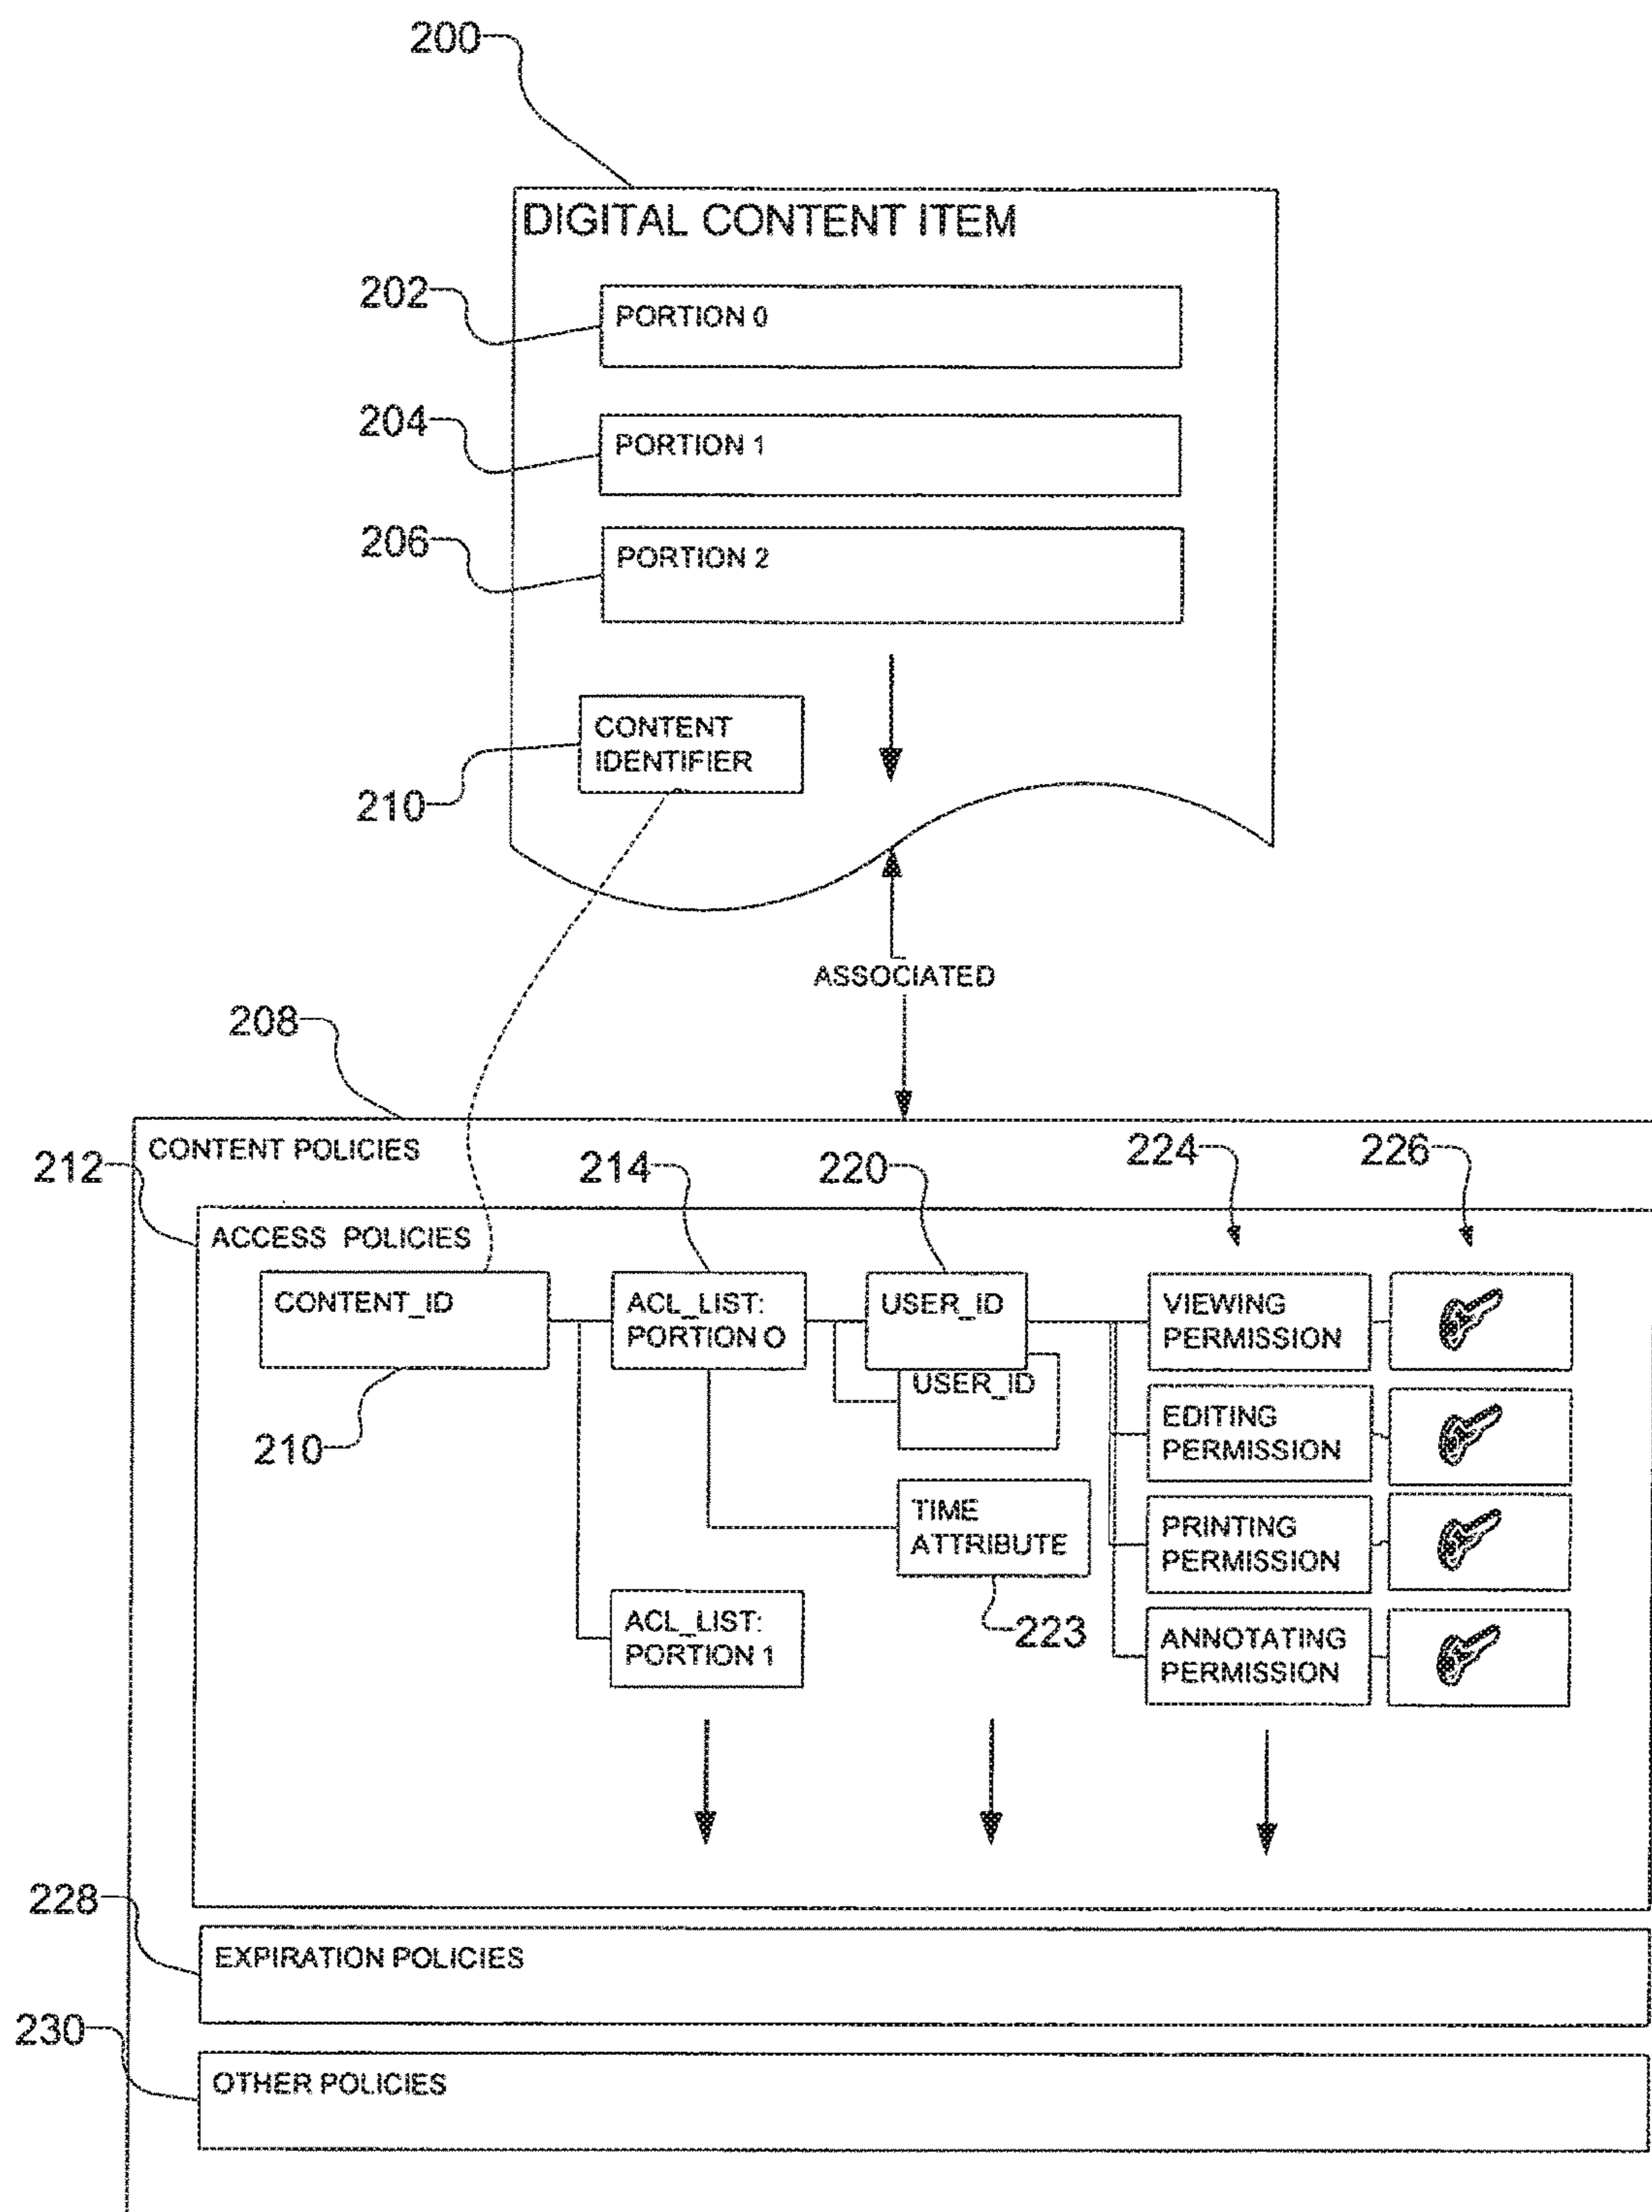 200
DIGITAL CONTENT ITEM
202
PORTION 0
204
PORTION 1
206
PORTION 2
CONTENT
IDENTIFIER
210
ASSOCIATED
208
CONTENT POLICIES
212
214
220
224
226
ACCESS POLICIES
CONTENT_ID
210
ACL_LIST:
PORTION O
USER_ID
USER_ID
TIME
ATTRIBUTE
223
ACL_LIST:
PORTION 1
VIEWING
PERMISSION
EDITING
PERMISSION
PRINTING
PERMISSION
ANNOTATING
PERMISSION
228
EXPIRATION POLICIES
230
OTHER POLICIES